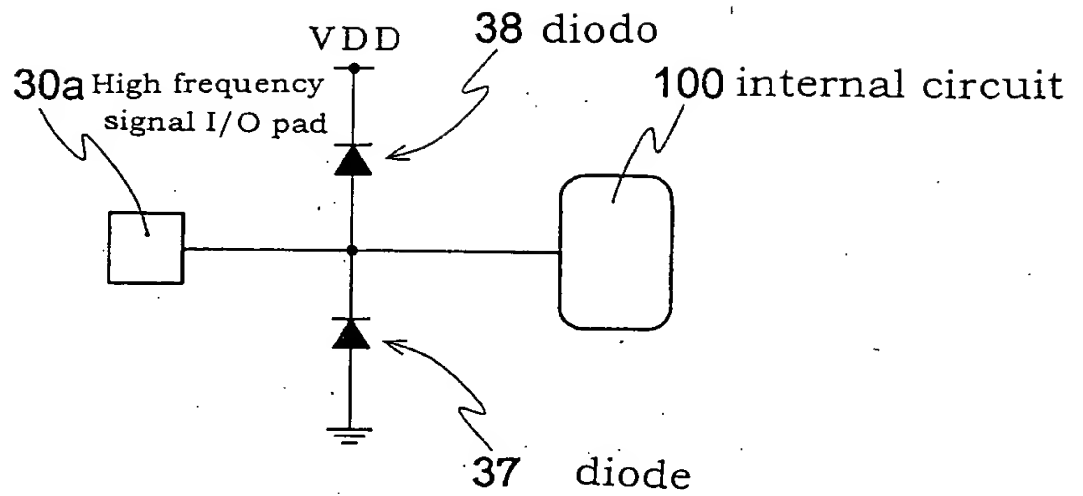 VDD
38 diodo
30a High frequency
signal I/O pad
100 internal circuit
37 diode